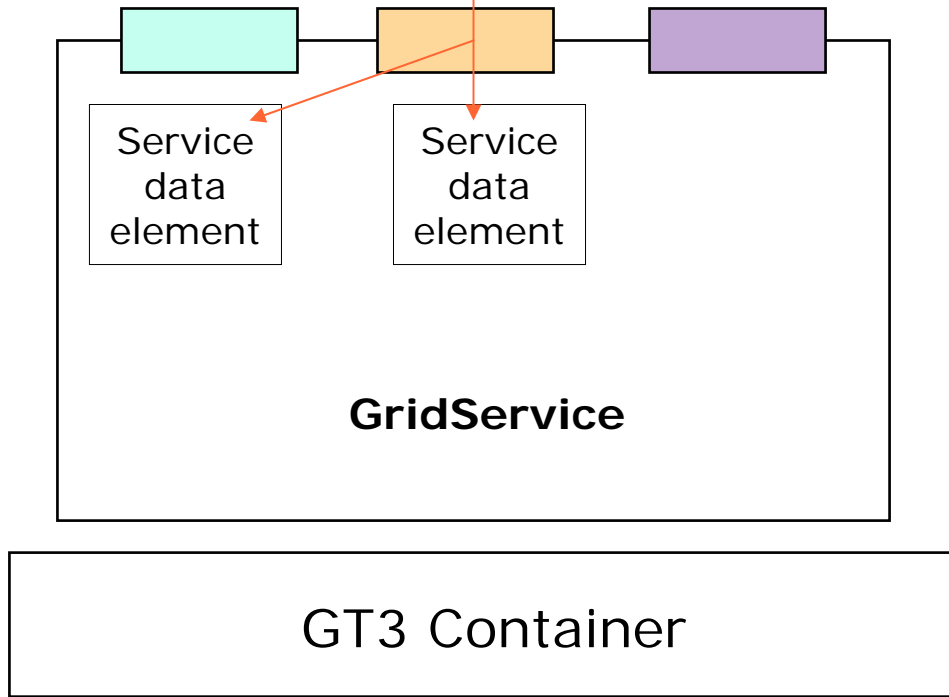 Service
data
element
Service
data
element
GridService
GT3 Container